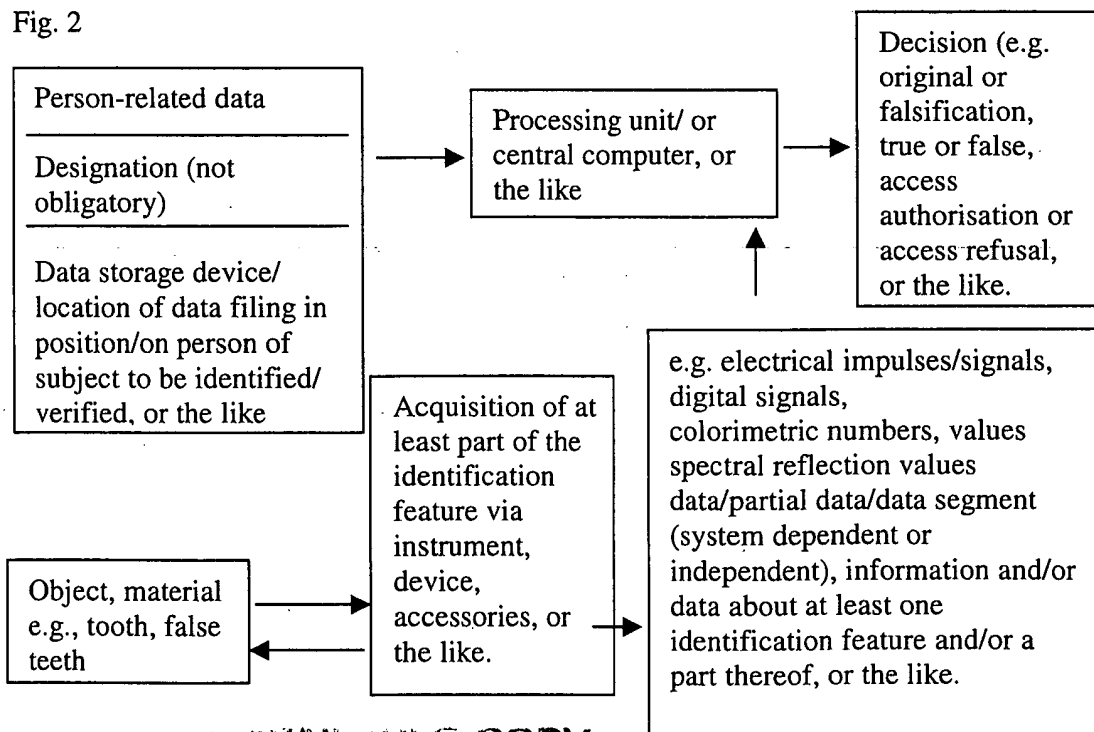 Fig. 2
Person-related data
Designation (not
obligatory)
Data storage device/
location of data filing in
position/on person of
subject to be identified/
verified, or the like
Processing unit/ or
central computer, or
the like
Decision (e.g.
original or
falsification,
true or false,
access
authorisation or
access refusal,
or the like.
Object, material
e.g., tooth, false
teeth
Acquisition of at
least part of the
identification
feature via
instrument,
device,
accessories, or
the like.
e.g. electrical impulses/signals,
digital signals,
colorimetric numbers, values
spectral reflection values
data/partial data/data segment
(system dependent or
independent), information and/or
data about at least one
identification feature and/or a
part thereof, or the like.